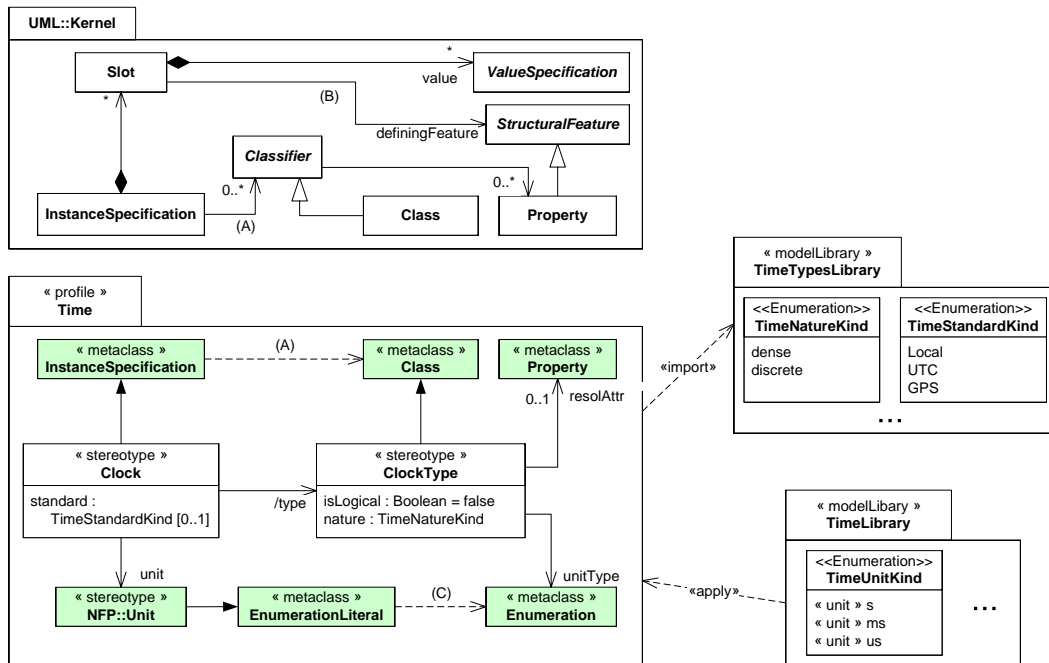 UML::Kernel
Slot
*
value
ValueSpecification
(B)
*
definingFeature
StructuralFeature
Classifier
0..*
0..*
InstanceSpecification
(A)
Class
Property
« profile »
Time
« metaclass »
InstanceSpecification
(A)
« metaclass »
Class
« metaclass »
Property
0..1
resolAttr
« stereotype »
Clock
standard :
TimeStandardKind [0..1]
/type
« stereotype »
ClockType
isLogical : Boolean = false
nature : TimeNatureKind
unit
unitType
« stereotype »
NFP::Unit
« metaclass »
EnumerationLiteral
(C)
« metaclass »
Enumeration
«import»
« modelLibrary »
TimeTypesLibrary
<<Enumeration>>
TimeNatureKind
dense
discrete
<<Enumeration>>
TimeStandardKind
Local
UTC
GPS
...
«apply»
« modelLibary »
TimeLibrary
<<Enumeration>>
TimeUnitKind
« unit » s
« unit » ms
« unit » us
...